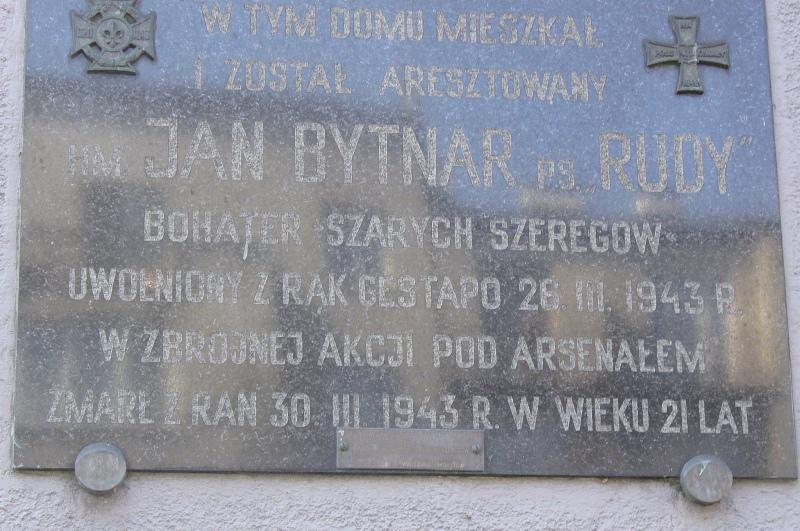 W TYM DOMU MIESZKAŁ
I ZOSTAŁ ARESZTOWANY
HM. JAN BYTNAR PS. „RUDY”
BOHATER SZARYCH SZEREGÓW
UWOLNIONY Z RĄK GESTAPO 26. III. 1943 R.
W ZBROJNEJ AKCJI POD ARSENAŁEM
ZMARŁ Z RAN 30. III. 1943 R. W WIEKU 21 LAT